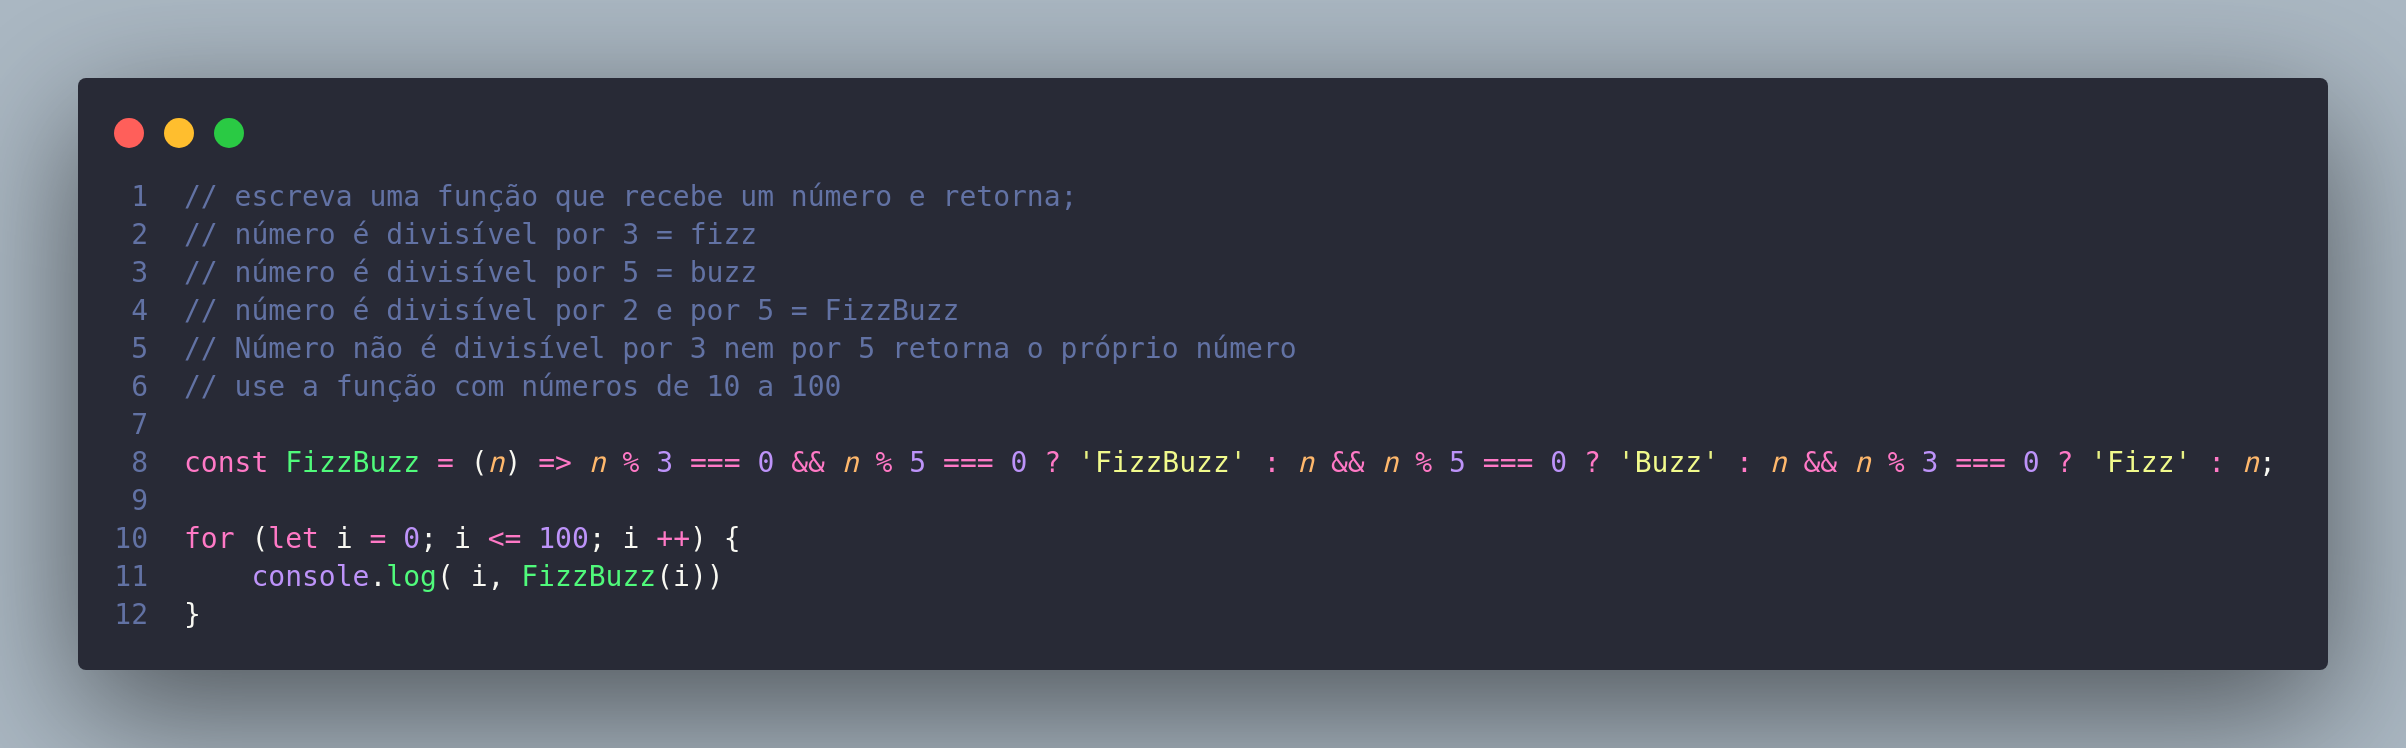 1 // escreva uma função que recebe um número e retorna;
2 // número é divisível por 3 = fizz
3 // número é divisível por 5 = buzz
4 // número é divisível por 2 e por 5 = FizzBuzz
5 // Número não é divisível por 3 nem por 5 retorna o próprio número
6 // use a função com números de 10 a 100
7
8 const FizzBuzz = (n) => n % 3 === 0 && n % 5 === 0 ? 'FizzBuzz' : n && n % 5 === 0 ? 'Buzz' : n && n % 3 === 0 ? 'Fizz' : n;
9
10 for (let i = 0; i <= 100; i ++) {
11     console.log( i, FizzBuzz(i))
12 }